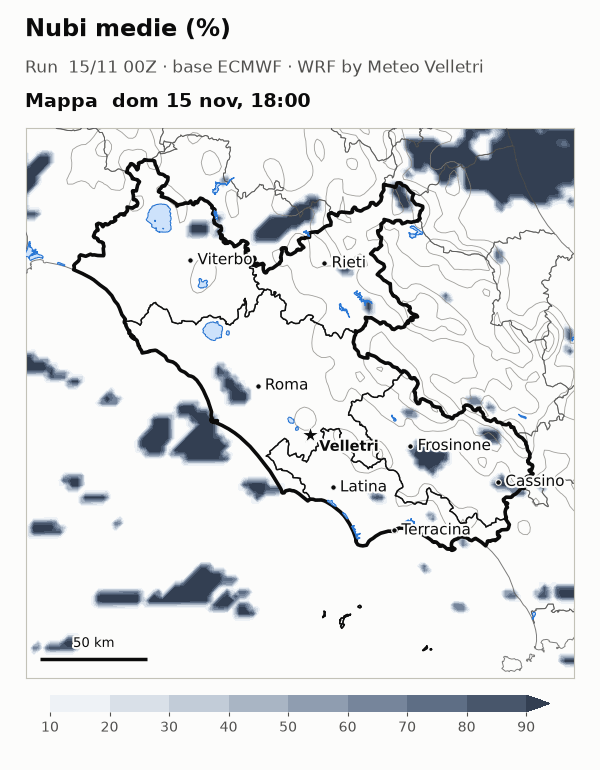 Nubi medie (%)
Run  15/11 00Z · base ECMWF · WRF by Meteo Velletri
Mappa  dom 15 nov, 18:00
Viterbo
Rieti
Roma
Velletri
Frosinone
Latina
Cassino
Terracina
50 km
10 20 30 40 50 60 70 80 90